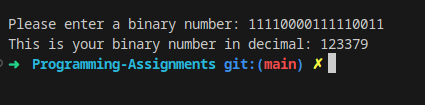 Please enter a binary number: 11110000111110011
This is your binary number in decimal: 123379
➜ Programming-Assignments git:(main) ✗